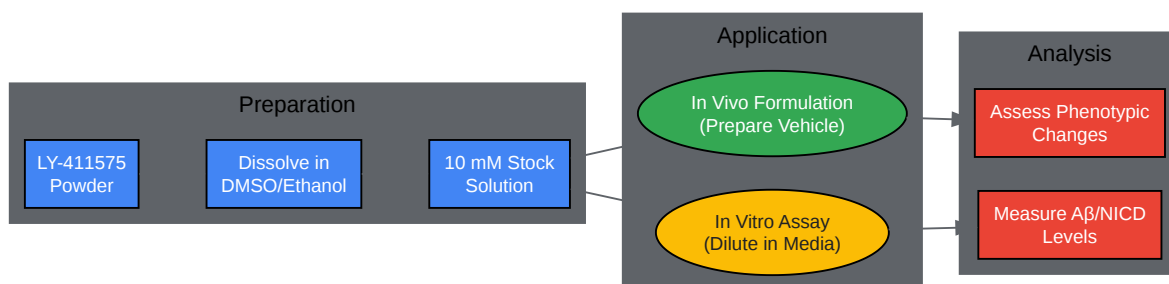 Preparation
LY-411575
Powder
Dissolve in
DMSO/Ethanol
10 mM Stock
Solution
Application
In Vivo Formulation
(Prepare Vehicle)
In Vitro Assay
(Dilute in Media)
Analysis
Assess Phenotypic
Changes
Measure Aβ/NICD
Levels